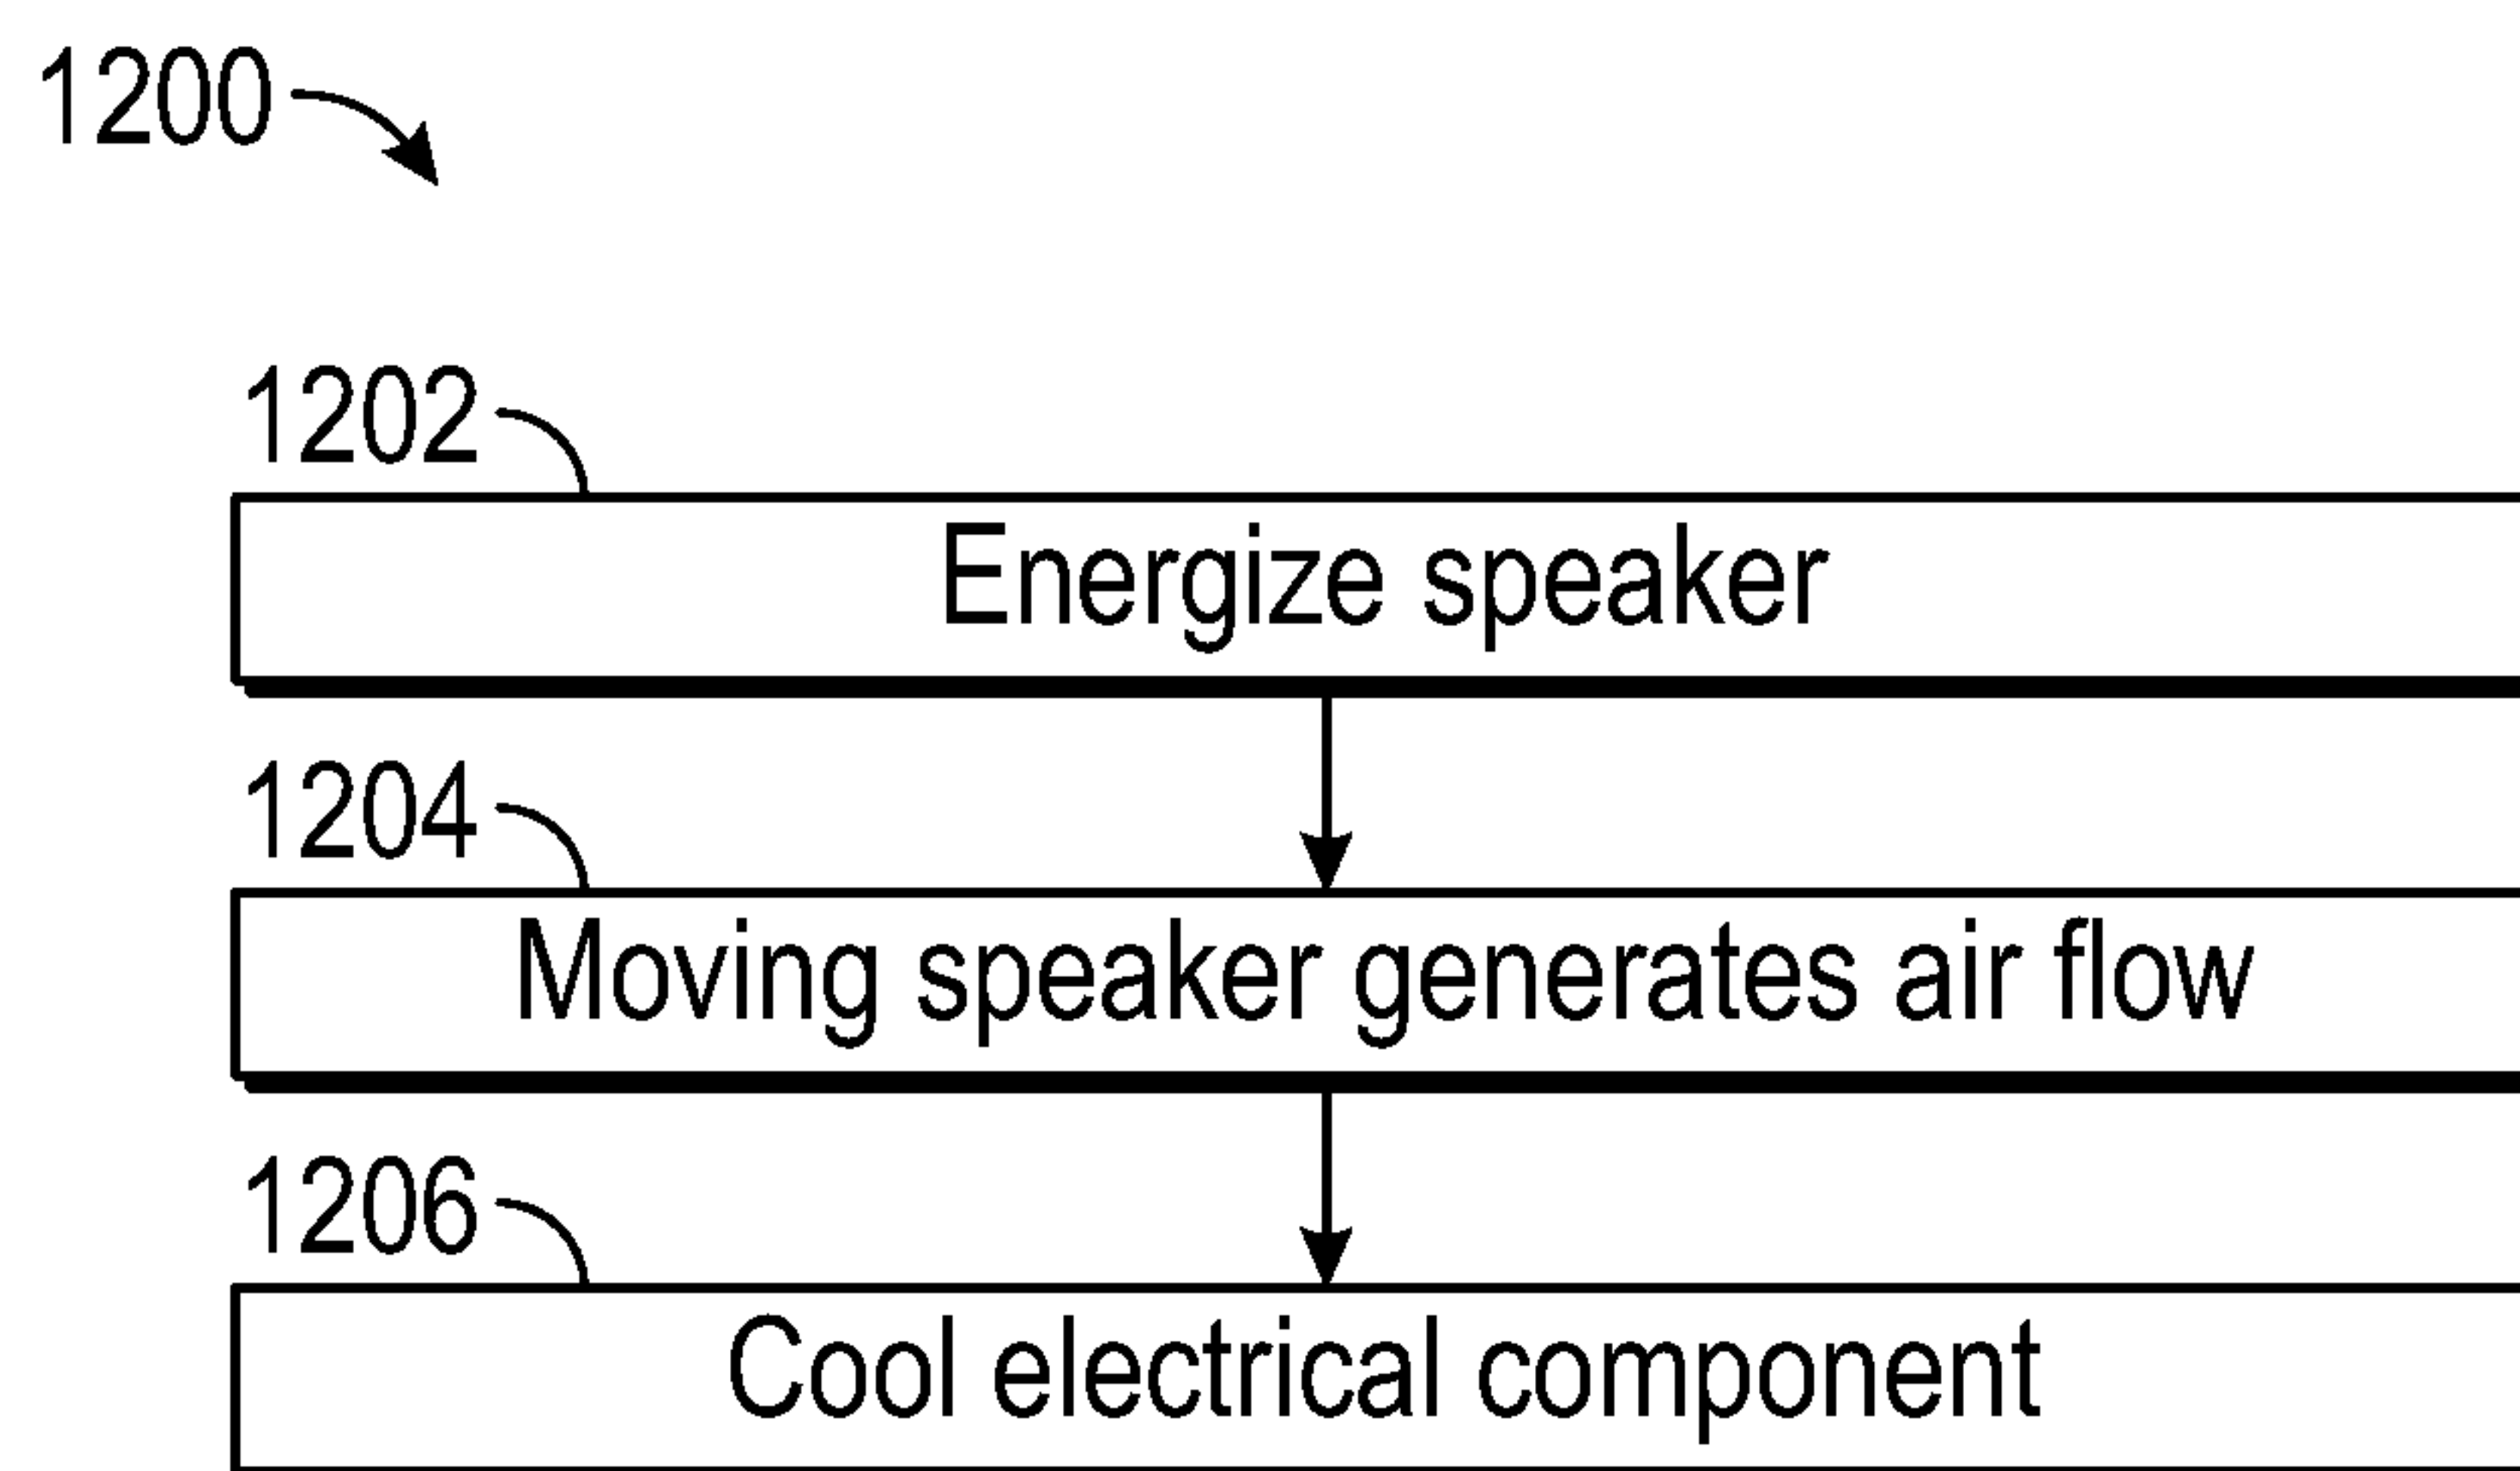 1200
1202
Energize speaker
1204
Moving speaker generates air flow
1206
Cool electrical component